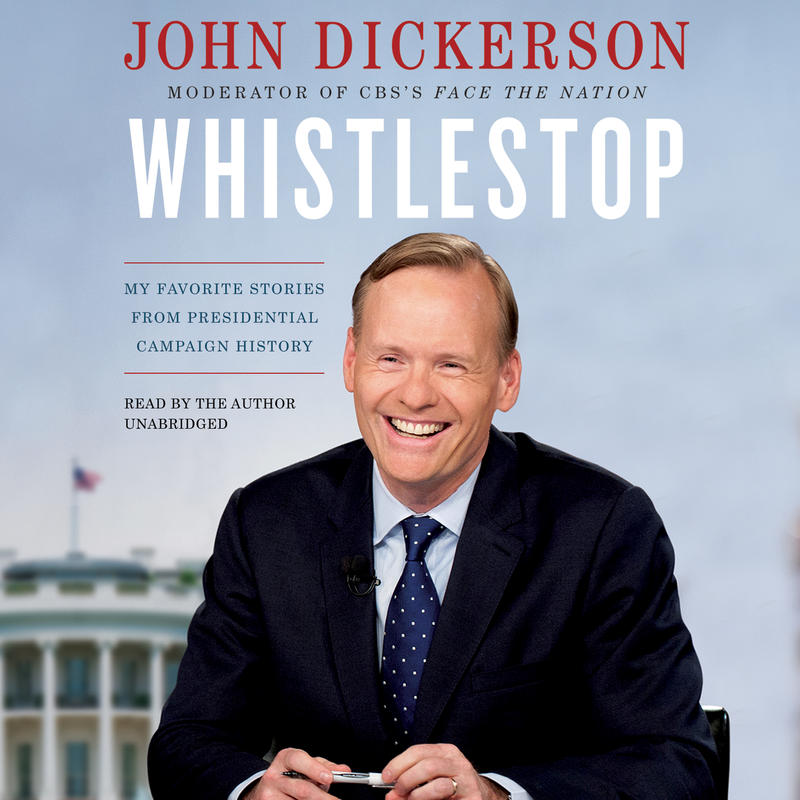 JOHN DICKERSON
MODERATOR OF CBS'S FACE THE NATION
WHISTLESTOP
MY FAVORITE STORIES
FROM PRESIDENTIAL
CAMPAIGN HISTORY
READ BY THE AUTHOR
UNABRIDGED